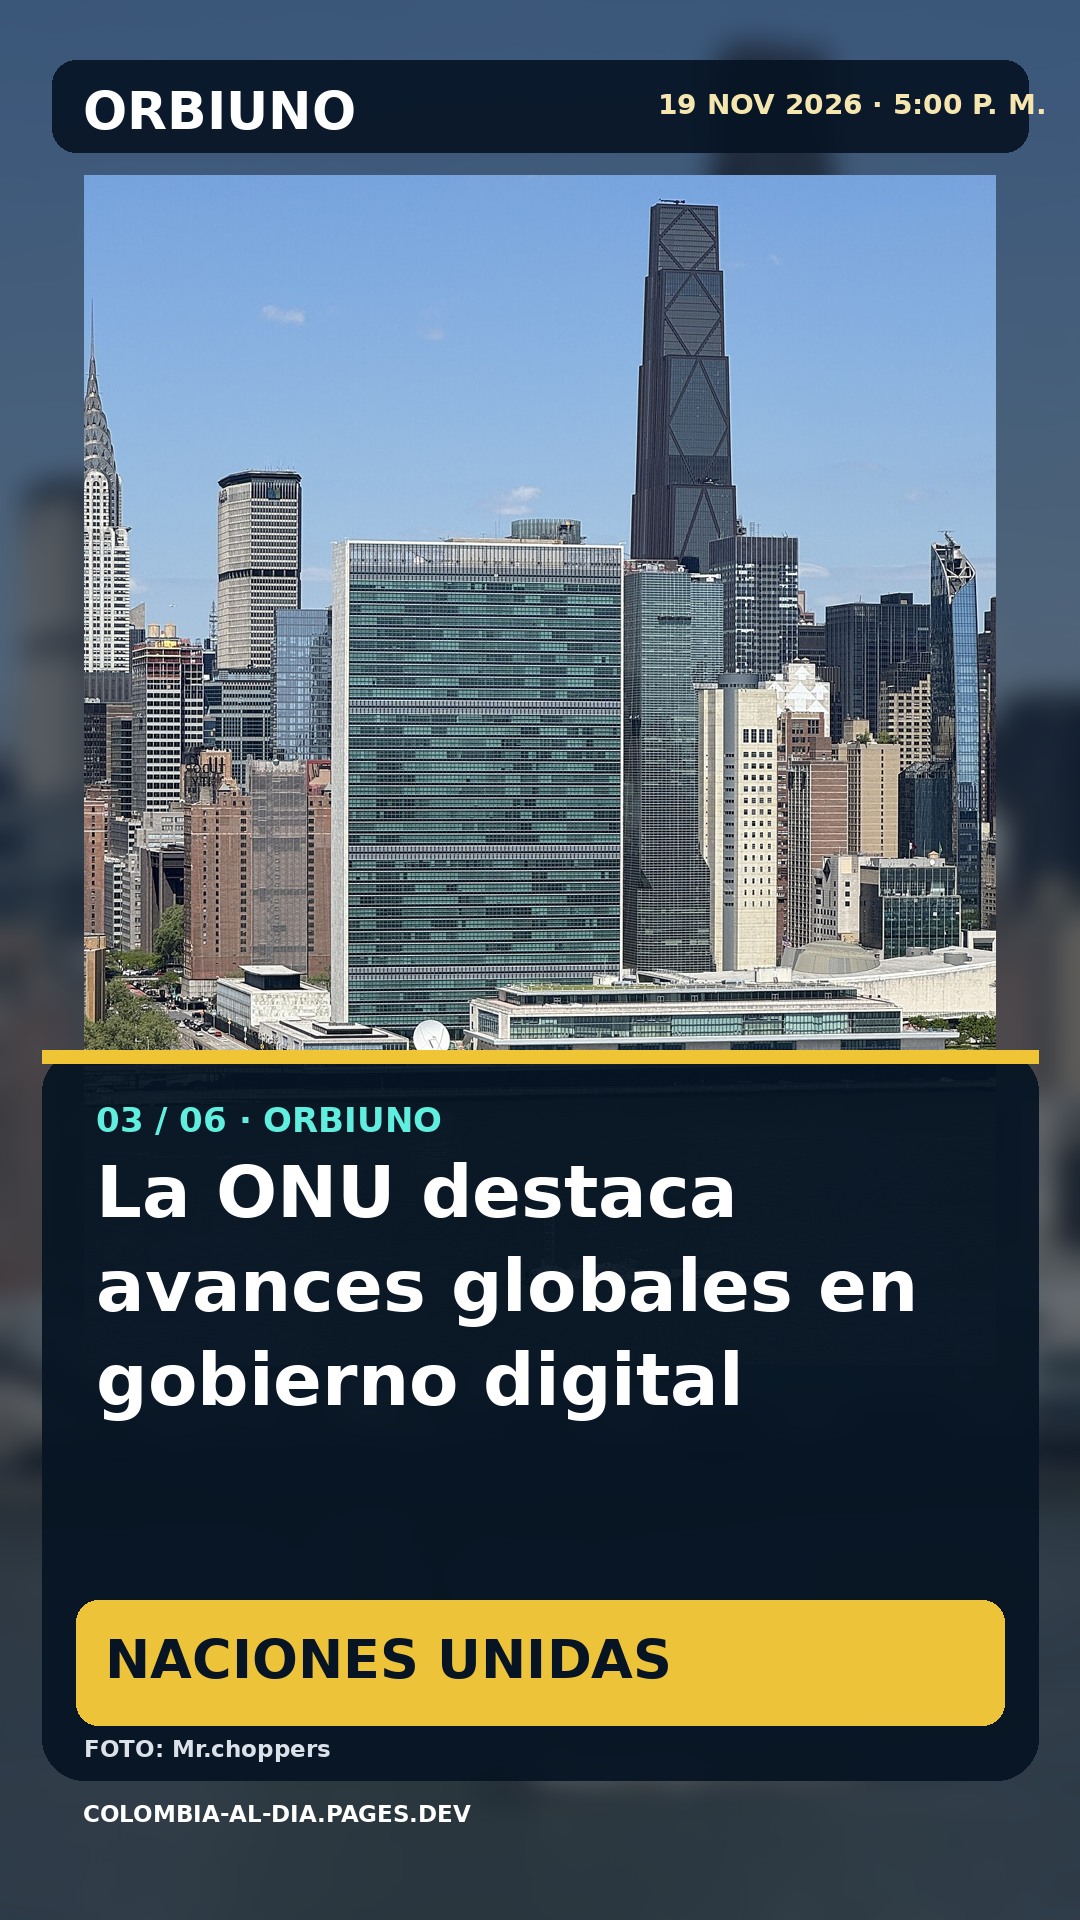 ORBIUNO
19 NOV 2026 · 5:00 P. M.
03 / 06 · ORBIUNO
La ONU destaca
avances globales en
gobierno digital
NACIONES UNIDAS
FOTO: Mr.choppers
COLOMBIA-AL-DIA.PAGES.DEV